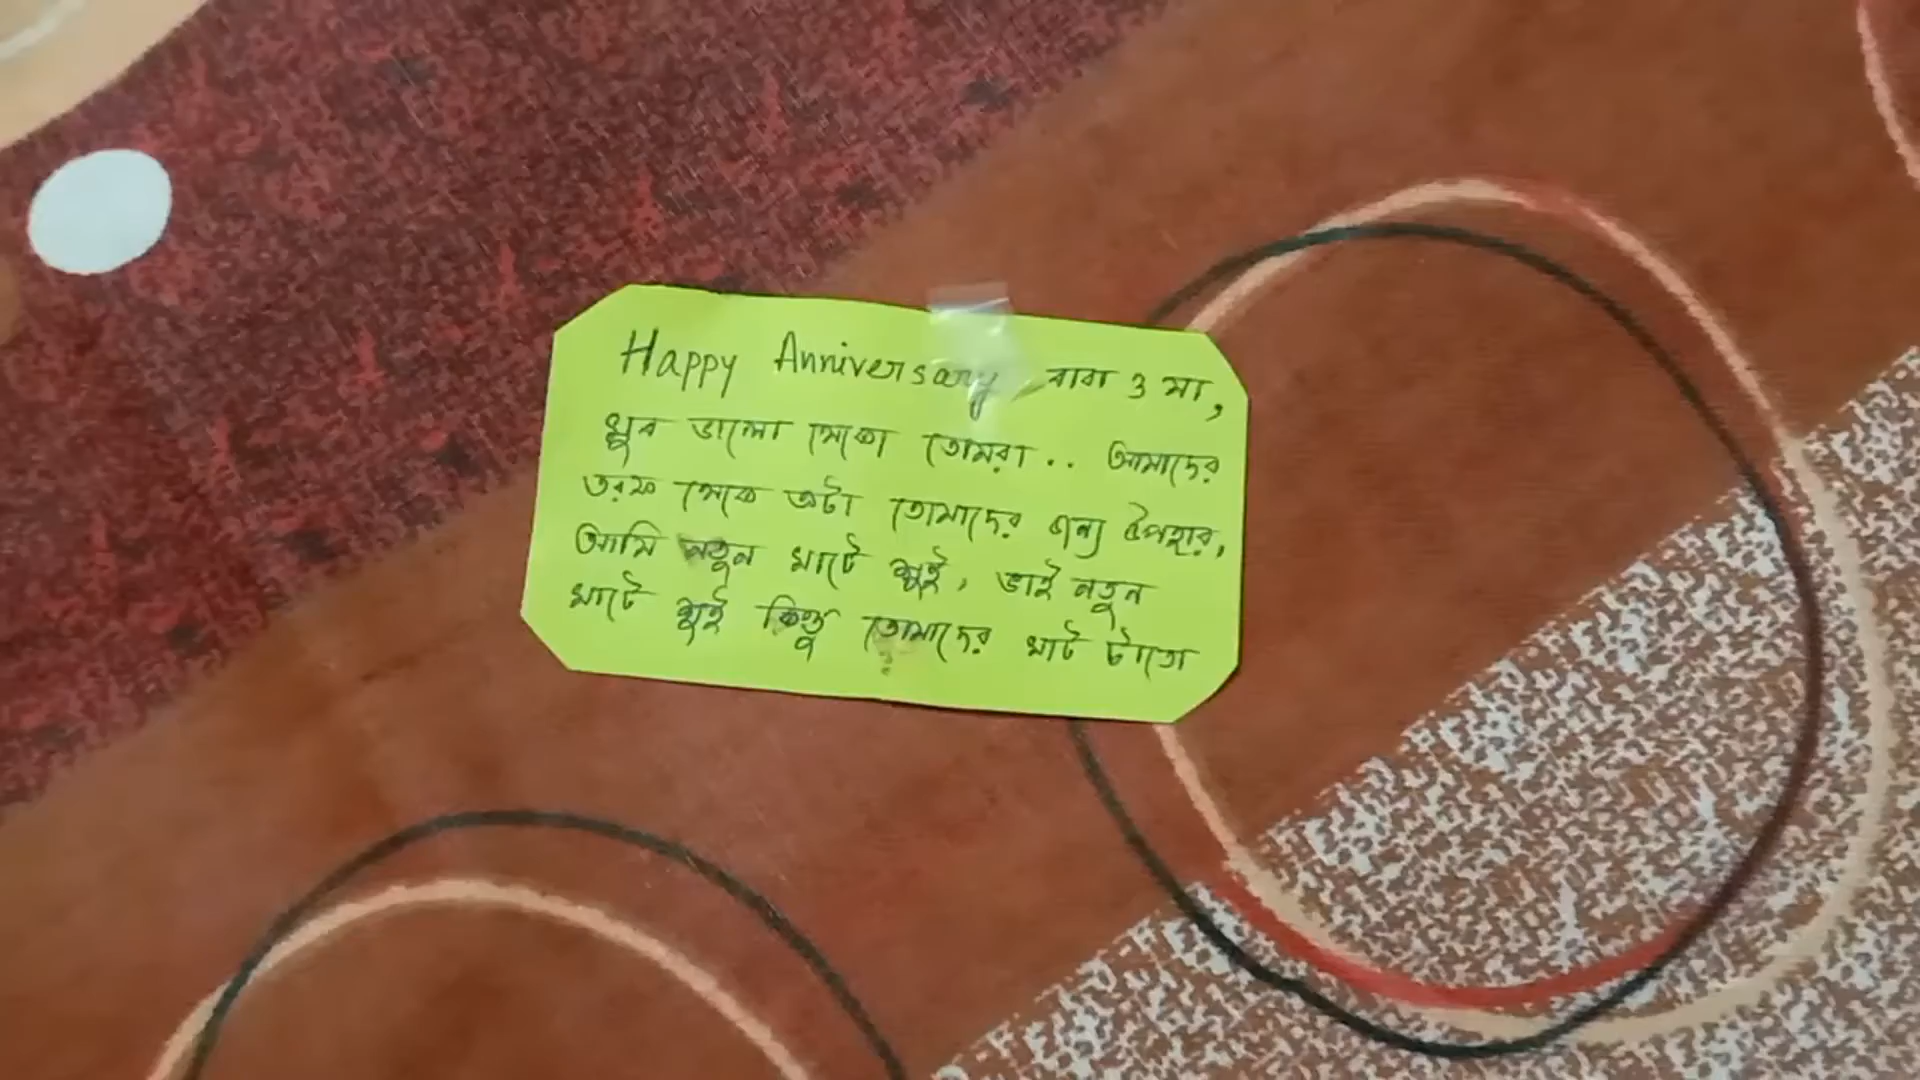 Happy Anniversary, বাবা ও মা,
খুব ভালো থেকো তোমরা.. আমাদের
তরফ থেকে এটা তোমাদের জন্য উপহার,
আমি নতুন খাটে শুই, ভাই নতুন
খাটে শুই কিন্তু তোমাদের খাট টাতো